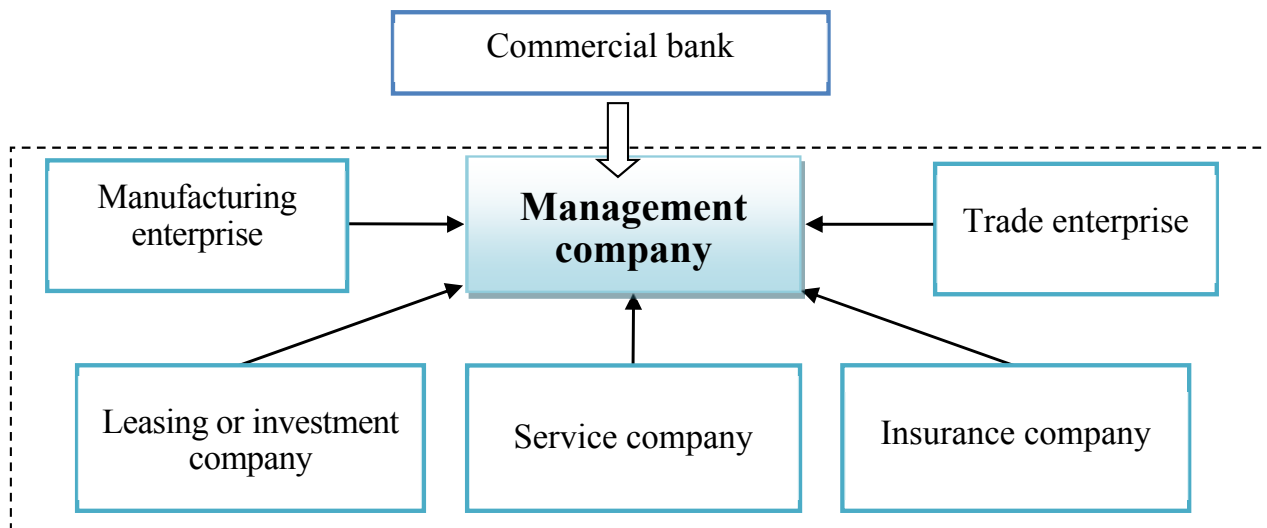 Commercial bank
Manufacturing
enterprise
Management
company
Trade enterprise
Leasing or investment
company
Service company
Insurance company